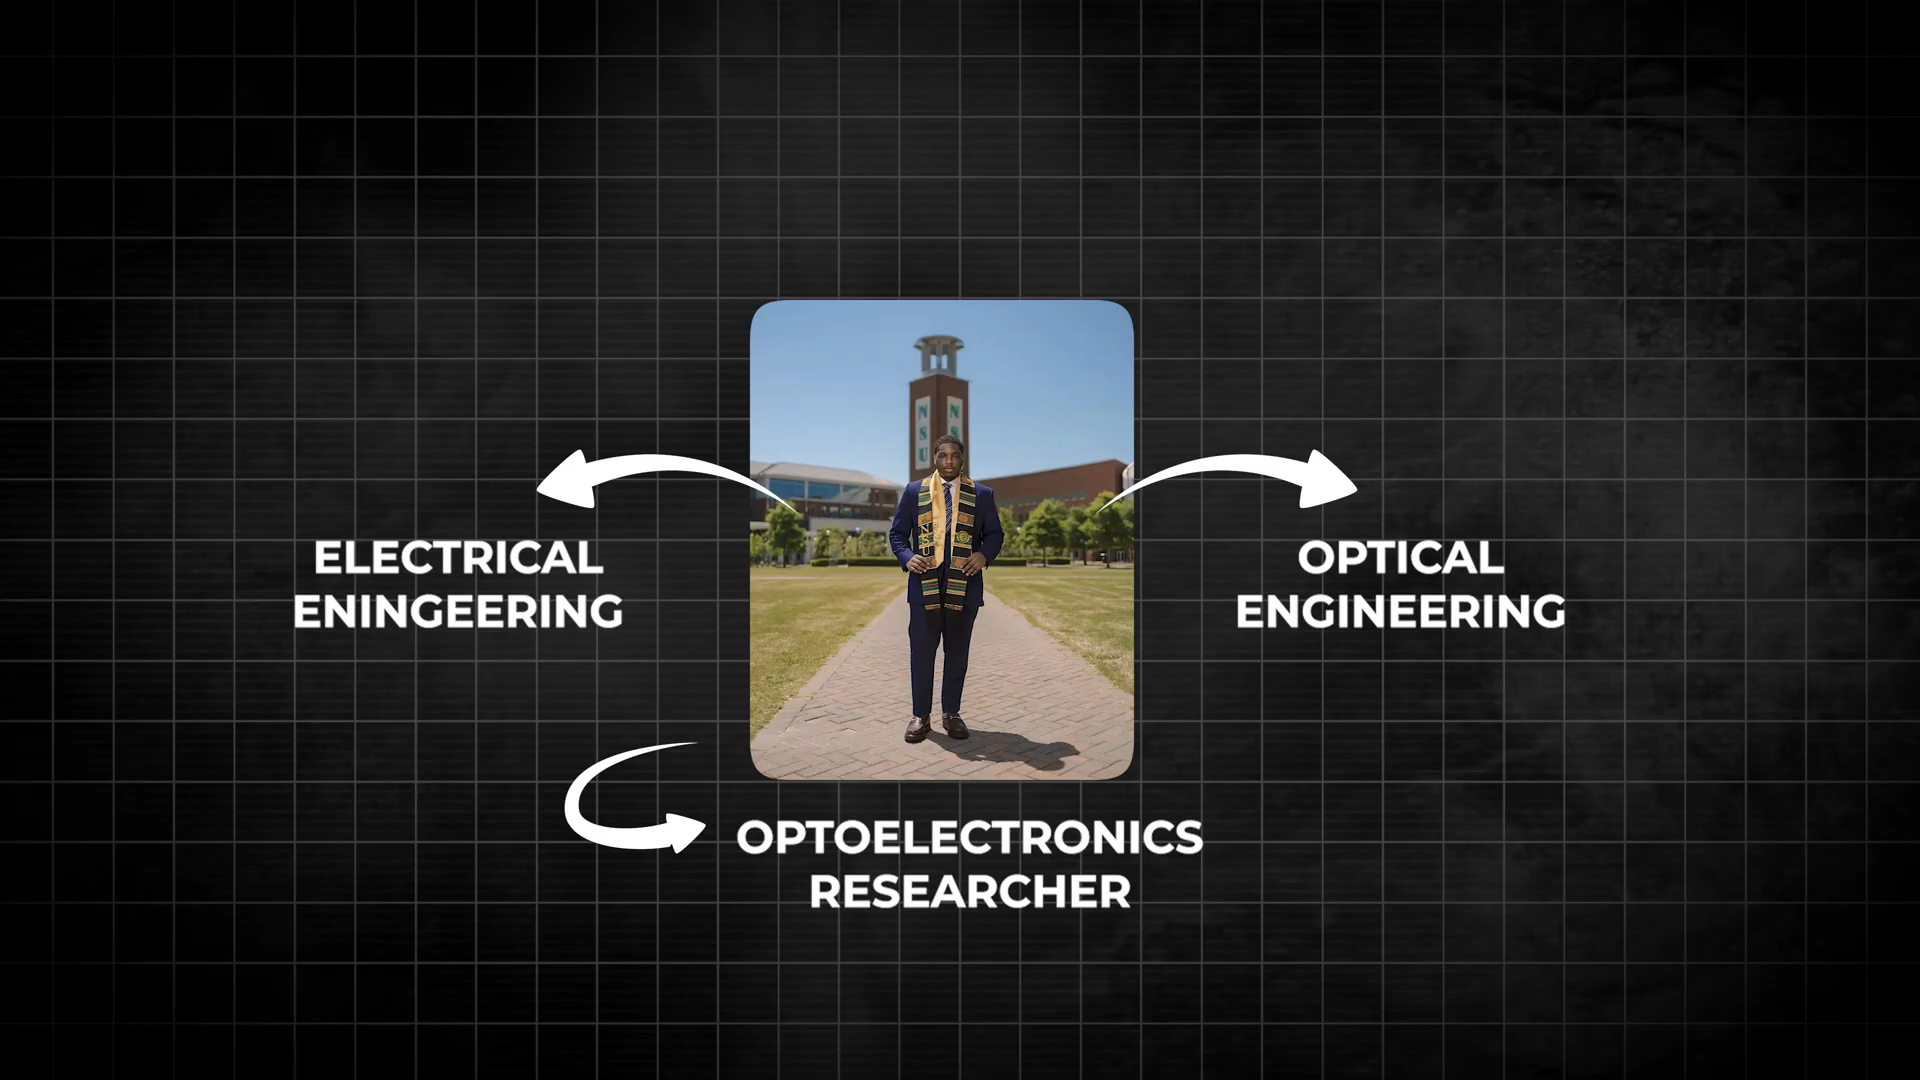 N
S
U
N
S
N
S
U
ELECTRICAL
ENINGEERING
OPTICAL
ENGINEERING
OPTOELECTRONICS
RESEARCHER